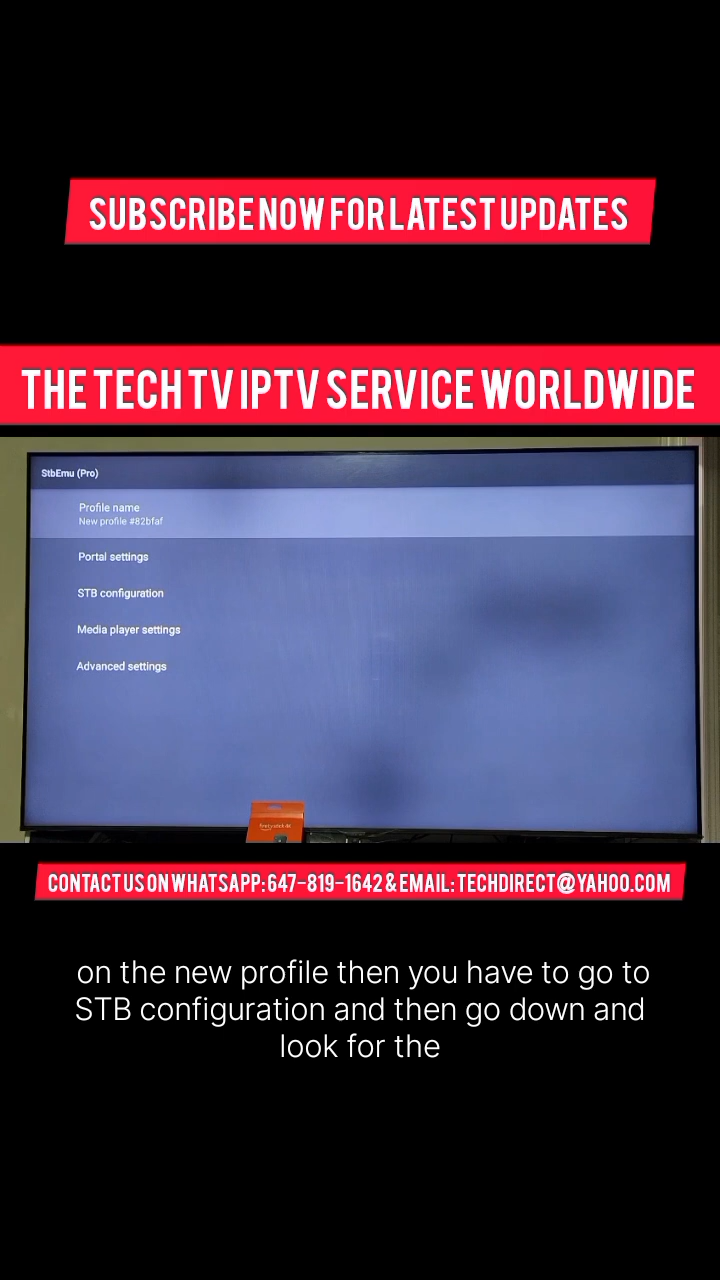 SUBSCRIBE NOW FOR LATEST UPDATES
THE TECH TV IPTV SERVICE WORLDWIDE
StbEmu (Pro)
Profile name
New profile #82bfaf
Portal settings
STB configuration
Media player settings
Advanced settings
CONTACT US ON WHATSAPP: 647-819-1642 & EMAIL: TECHDIRECT@YAHOO.COM
on the new profile then you have to go to
STB configuration and then go down and
look for the